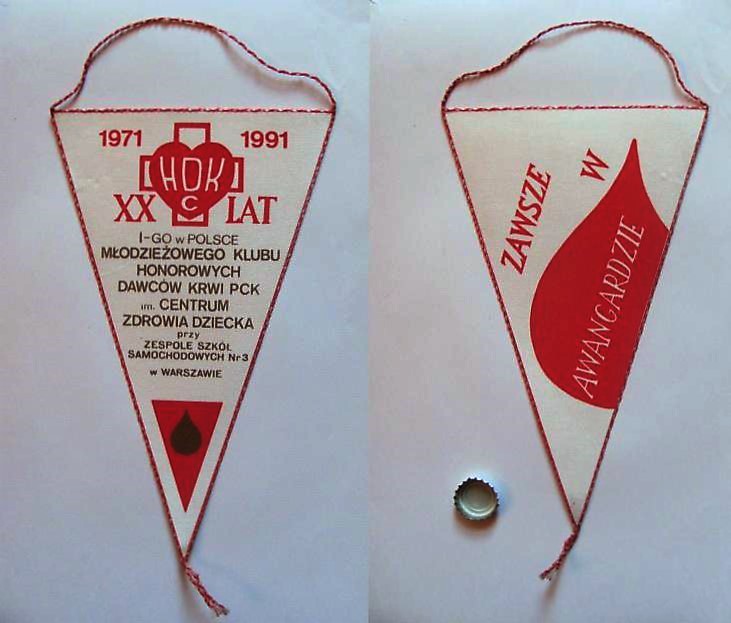 1971 1991
HDK
C
XX LAT
I-GO w POLSCE
MŁODZIEŻOWEGO KLUBU
HONOROWYCH
DAWCÓW KRWI PCK
im. CENTRUM
ZDROWIA DZIECKA
przy
ZESPOLE SZKÓŁ
SAMOCHODOWYCH Nr 3
w WARSZAWIE
ZAWSZE W
AWANGARDZIE